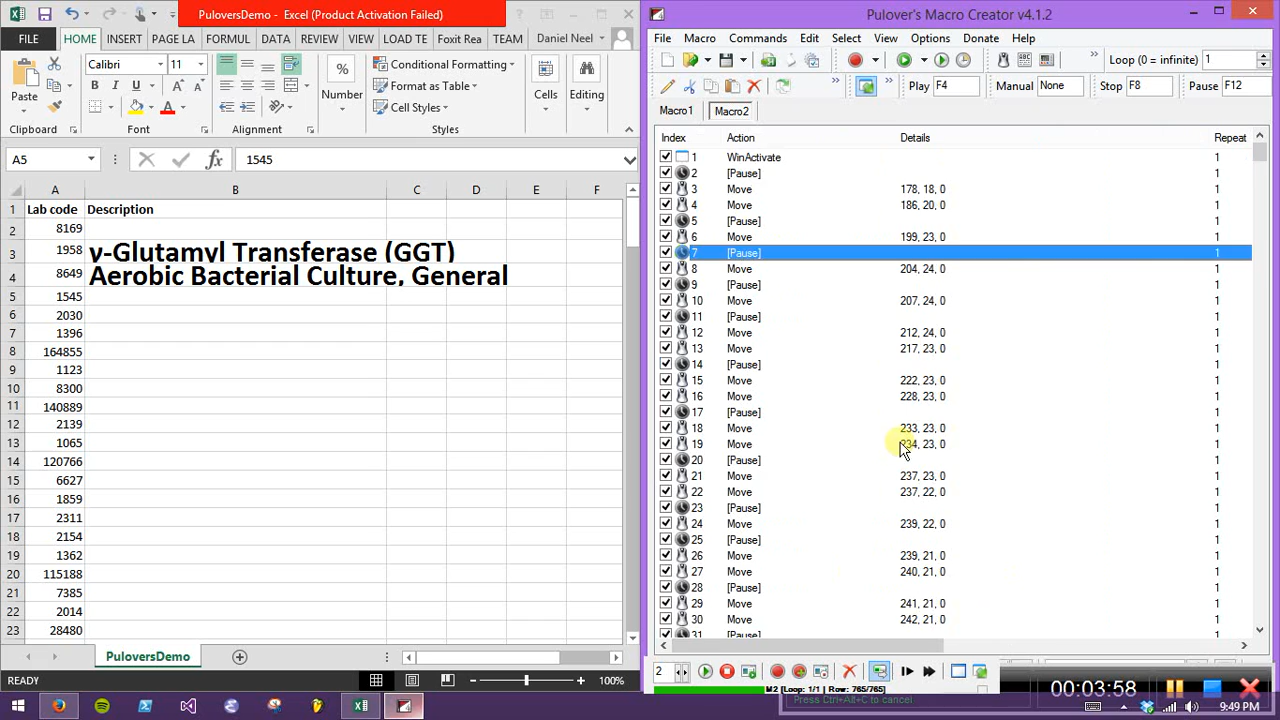 PuloversDemo - Excel (Product Activation Failed)
FILE HOME INSERT PAGE LA FORMUL DATA REVIEW VIEW LOAD TE Foxit Rea TEAM Daniel Neel
Paste
Calibri 11
B I U
A A
%
Number
Conditional Formatting
Format as Table
Cell Styles
Cells
Editing
Clipboard Font Alignment Styles
A5 fx 1545
A B C D E F
1 Lab code Description
2 8169
3 1958 γ-Glutamyl Transferase (GGT)
4 8649 Aerobic Bacterial Culture, General
5 1545
6 2030
7 1396
8 164855
9 1123
10 8300
11 140889
12 2139
13 1065
14 120766
15 6627
16 1859
17 2311
18 2154
19 1362
20 115188
21 7385
22 2014
23 28480
PuloversDemo
READY 100%
Pulover's Macro Creator v4.1.2
File Macro Commands Edit Select View Options Donate Help
Loop (0 = infinite) 1
Play F4 Manual None Stop F8 Pause F12
Macro1 Macro2
Index Action Details Repeat
1 WinActivate 1
2 [Pause] 1
3 Move 178, 18, 0 1
4 Move 186, 20, 0 1
5 [Pause] 1
6 Move 199, 23, 0 1
7 [Pause] 1
8 Move 204, 24, 0 1
9 [Pause] 1
10 Move 207, 24, 0 1
11 [Pause] 1
12 Move 212, 24, 0 1
13 Move 217, 23, 0 1
14 [Pause] 1
15 Move 222, 23, 0 1
16 Move 228, 23, 0 1
17 [Pause] 1
18 Move 233, 23, 0 1
19 Move 234, 23, 0 1
20 [Pause] 1
21 Move 237, 23, 0 1
22 Move 237, 22, 0 1
23 [Pause] 1
24 Move 239, 22, 0 1
25 [Pause] 1
26 Move 239, 21, 0 1
27 Move 240, 21, 0 1
28 [Pause] 1
29 Move 241, 21, 0 1
30 Move 242, 21, 0 1
31 [Pause] 1
2
M2 [Loop: 1/1 | Row: 765/765]
Press Ctrl+Alt+C to cancel
00:03:58
9:49 PM